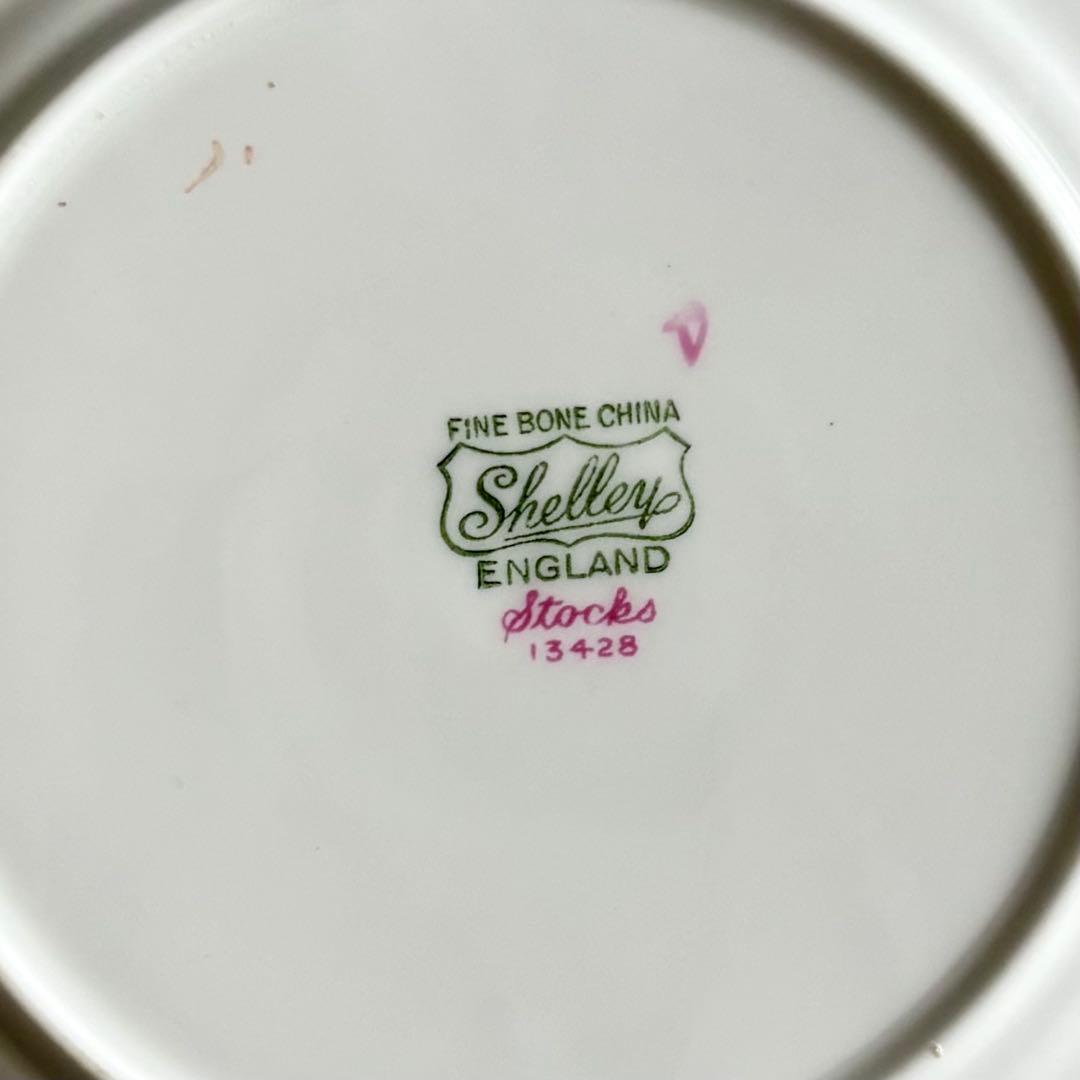 FINE BONE CHINA
Shelley
ENGLAND
Stocks
13428